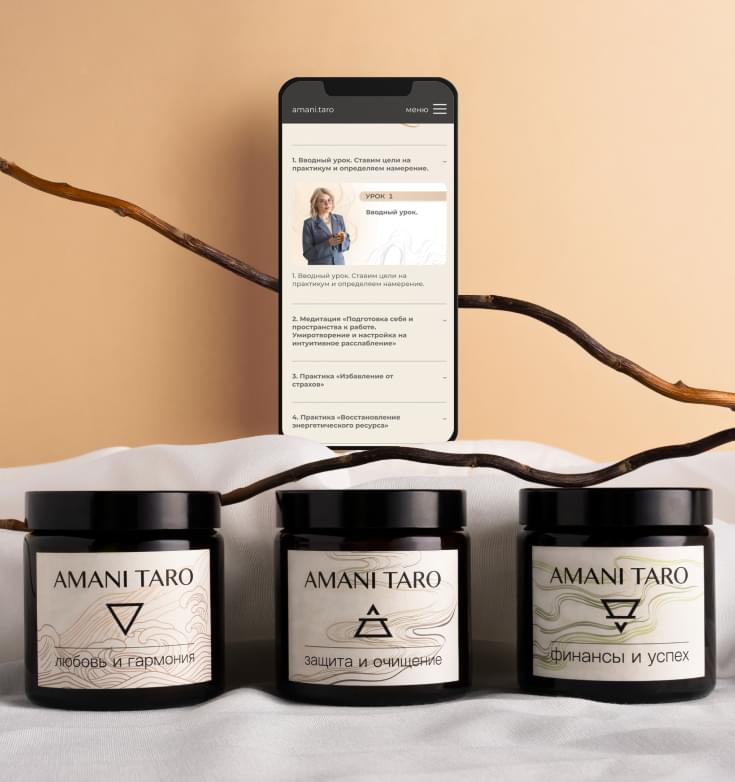 amani.taro
меню
1. Вводный урок. Ставим цели на
практикум и определяем намерение.
УРОК 1
Вводный урок.
1. Вводный урок. Ставим цели на
практикум и определяем намерение.
2. Медитация «Подготовка себя и
пространства к работе.
Умиротворение и настройка на
интуитивное расслабление»
3. Практика «Избавление от
страхов»
4. Практика «Восстановление
энергетического ресурса»
AMANI TARO
любовь и гармония
AMANI TARO
защита и очищение
AMANI TARO
финансы и успех